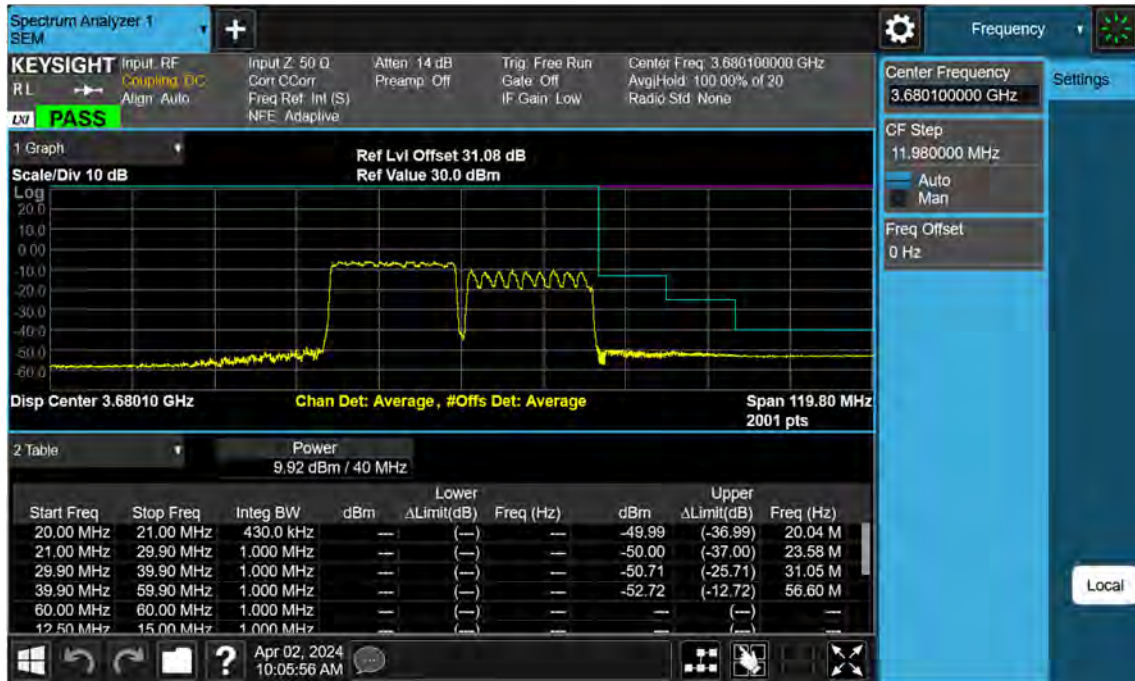 Spectrum Analyzer 1
SEM
Frequency
KEYSIGHT Input: RF Input Z: 50 Ω Atten: 14 dB Trig: Free Run Center Freq: 3.680100000 GHz
RL Coupling: DC Corr CCorr Preamp: Off Gate: Off Avg|Hold: 100.00% of 20
Align: Auto Freq Ref: Int (S) IF Gain: Low Radio Std: None
LXI PASS NFE: Adaptive
Center Frequency
3.680100000 GHz
Settings
CF Step
11.980000 MHz
Auto
Man
Freq Offset
0 Hz
Local
1 Graph
Ref Lvl Offset 31.08 dB
Scale/Div 10 dB Ref Value 30.0 dBm
Log
20.0
10.0
0.00
-10.0
-20.0
-30.0
-40.0
-50.0
-60.0
Disp Center 3.68010 GHz Chan Det: Average, #Offs Det: Average Span 119.80 MHz
2001 pts
2 Table Power
9.92 dBm / 40 MHz
Lower Upper
Start Freq Stop Freq Integ BW dBm ΔLimit(dB) Freq (Hz) dBm ΔLimit(dB) Freq (Hz)
20.00 MHz 21.00 MHz 430.0 kHz --- (---) --- -49.99 (-36.99) 20.04 M
21.00 MHz 29.90 MHz 1.000 MHz --- (---) --- -50.00 (-37.00) 23.58 M
29.90 MHz 39.90 MHz 1.000 MHz --- (---) --- -50.71 (-25.71) 31.05 M
39.90 MHz 59.90 MHz 1.000 MHz --- (---) --- -52.72 (-12.72) 56.60 M
60.00 MHz 60.00 MHz 1.000 MHz --- (---) --- --- (---) ---
12.50 MHz 15.00 MHz 1.000 MHz --- (---) --- --- (---) ---
? Apr 02, 2024
10:05:56 AM